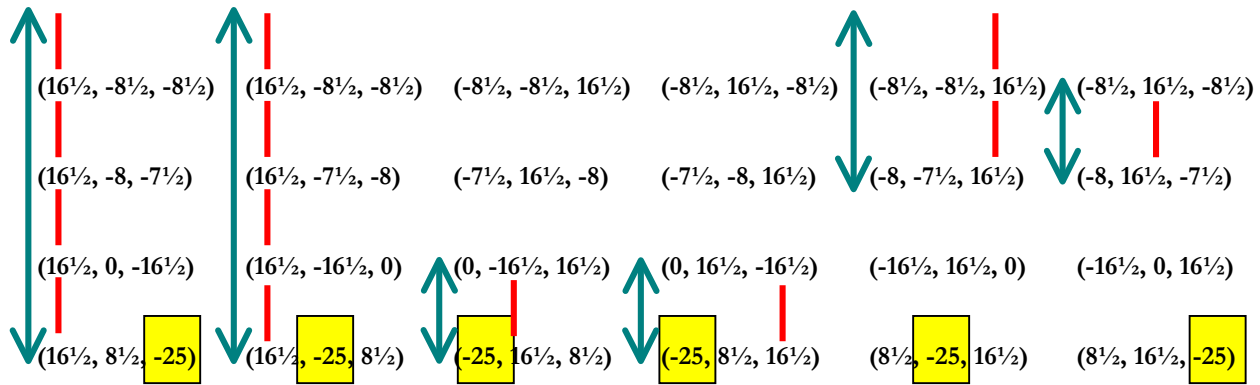 (16½, -8½, -8½) (16½, -8½, -8½) (-8½, -8½, 16½) (-8½, 16½, -8½) (-8½, -8½, 16½) (-8½, 16½, -8½)
(16½, -8, -7½) (16½, -7½, -8) (-7½, 16½, -8) (-7½, -8, 16½) (-8, -7½, 16½) (-8, 16½, -7½)
(16½, 0, -16½) (16½, -16½, 0) (0, -16½, 16½) (0, 16½, -16½) (-16½, 16½, 0) (-16½, 0, 16½)
(16½, 8½, -25) (16½, -25, 8½) (-25, 16½, 8½) (-25, 8½, 16½) (8½, -25, 16½) (8½, 16½, -25)